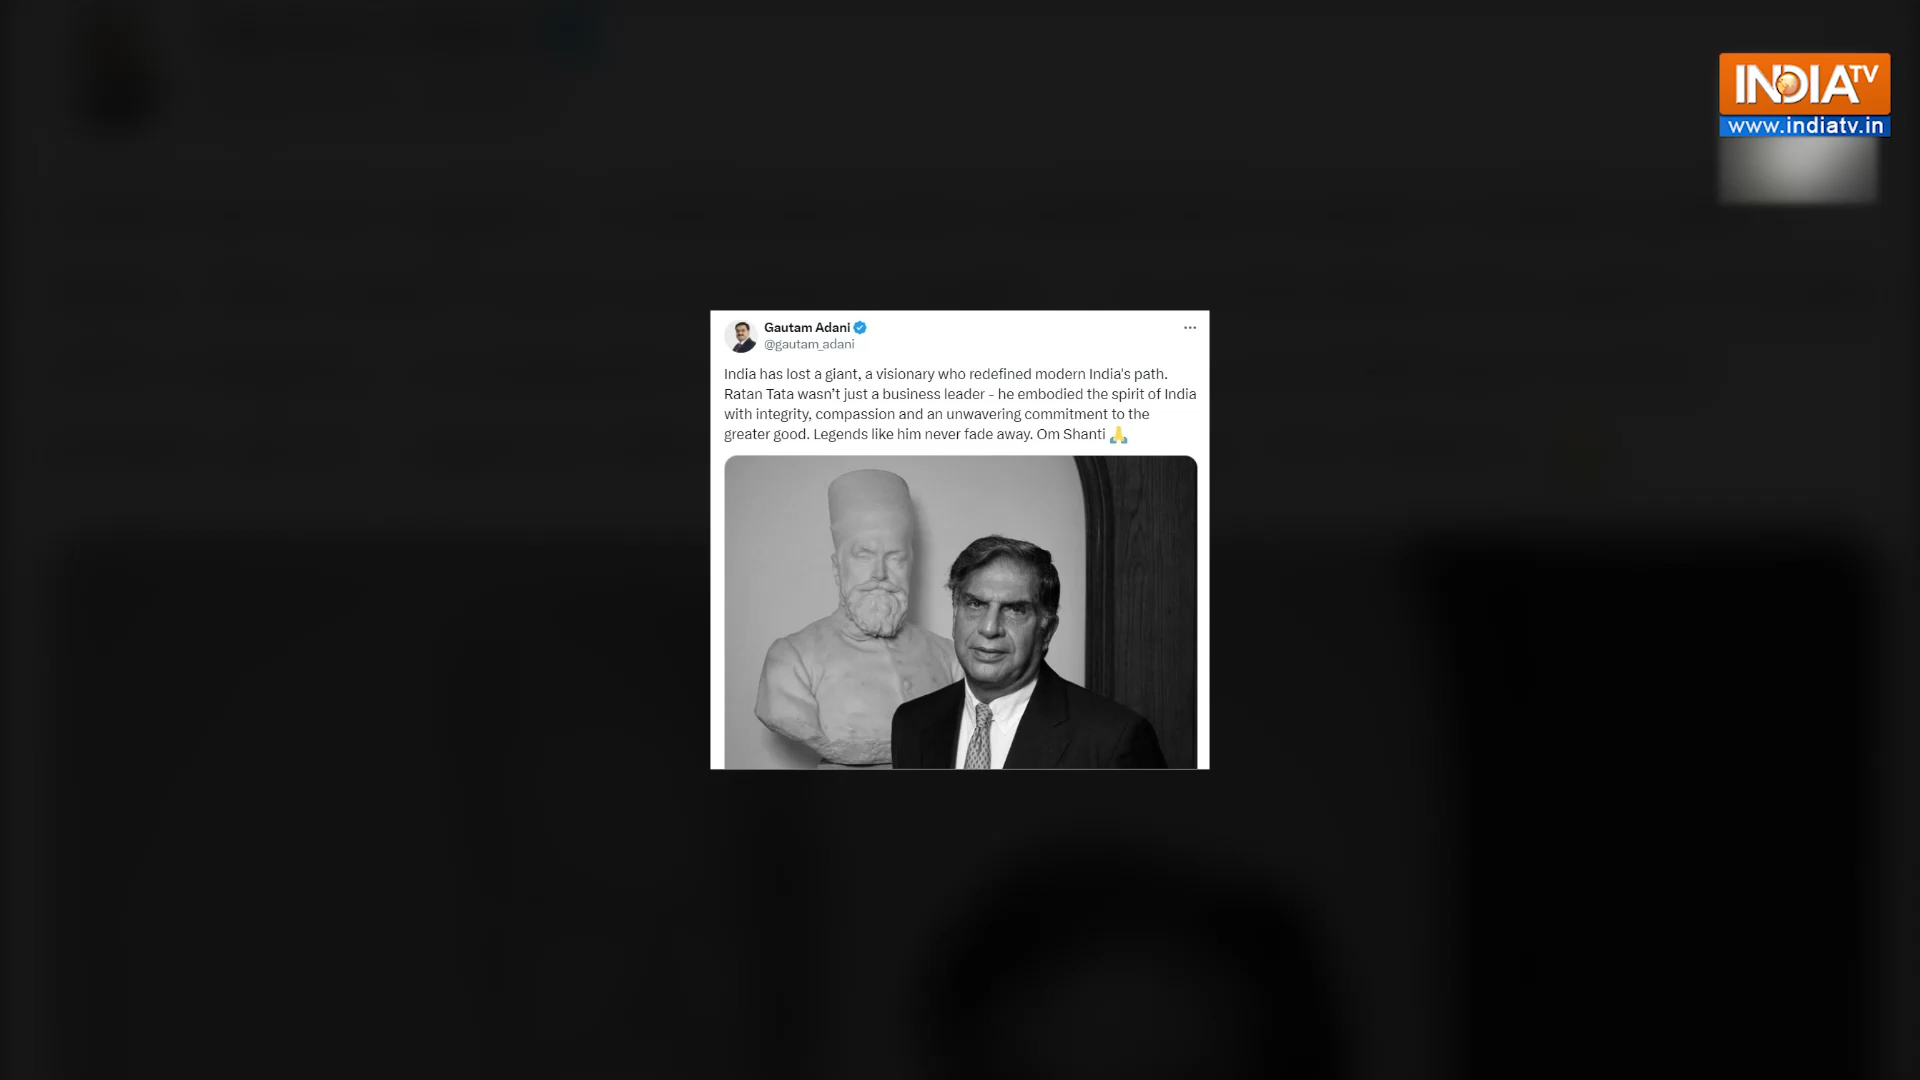 INDIA TV
www.indiatv.in
Gautam Adani
@gautam_adani
India has lost a giant, a visionary who redefined modern India's path.
Ratan Tata wasn’t just a business leader - he embodied the spirit of India
with integrity, compassion and an unwavering commitment to the
greater good. Legends like him never fade away. Om Shanti 🙏